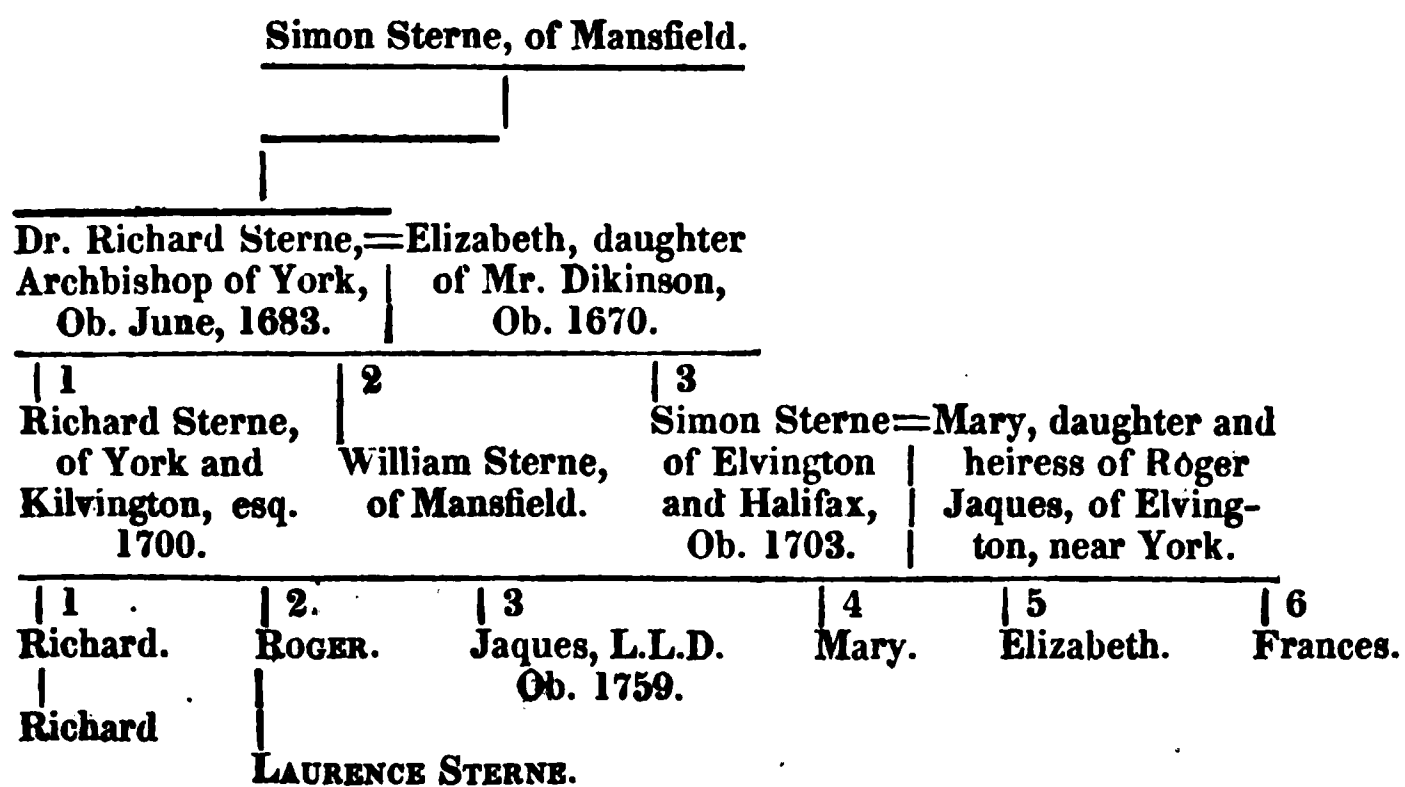 Simon Sterne, of Mansfield.
Dr. Richard Sterne,=Elizabeth, daughter
Archbishop of York, of Mr. Dikinson,
Ob. June, 1683. Ob. 1670.
1 2 3
Richard Sterne, Simon Sterne=Mary, daughter and
of York and William Sterne, of Elvington heiress of Roger
Kilvington, esq. of Mansfield. and Halifax, Jaques, of Elving-
1700. Ob. 1703. ton, near York.
1 2. 3 4 5 6
Richard. ROGER. Jaques, L.L.D. Mary. Elizabeth. Frances.
Ob. 1759.
Richard
LAURENCE STERNE.